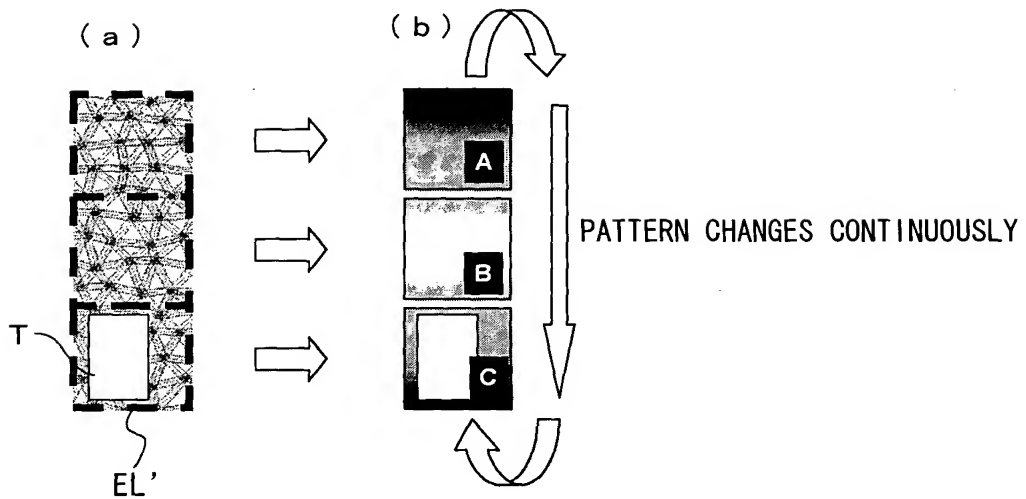 (a)
(b)
A
PATTERN CHANGES CONTINUOUSLY
B
T
C
EL'